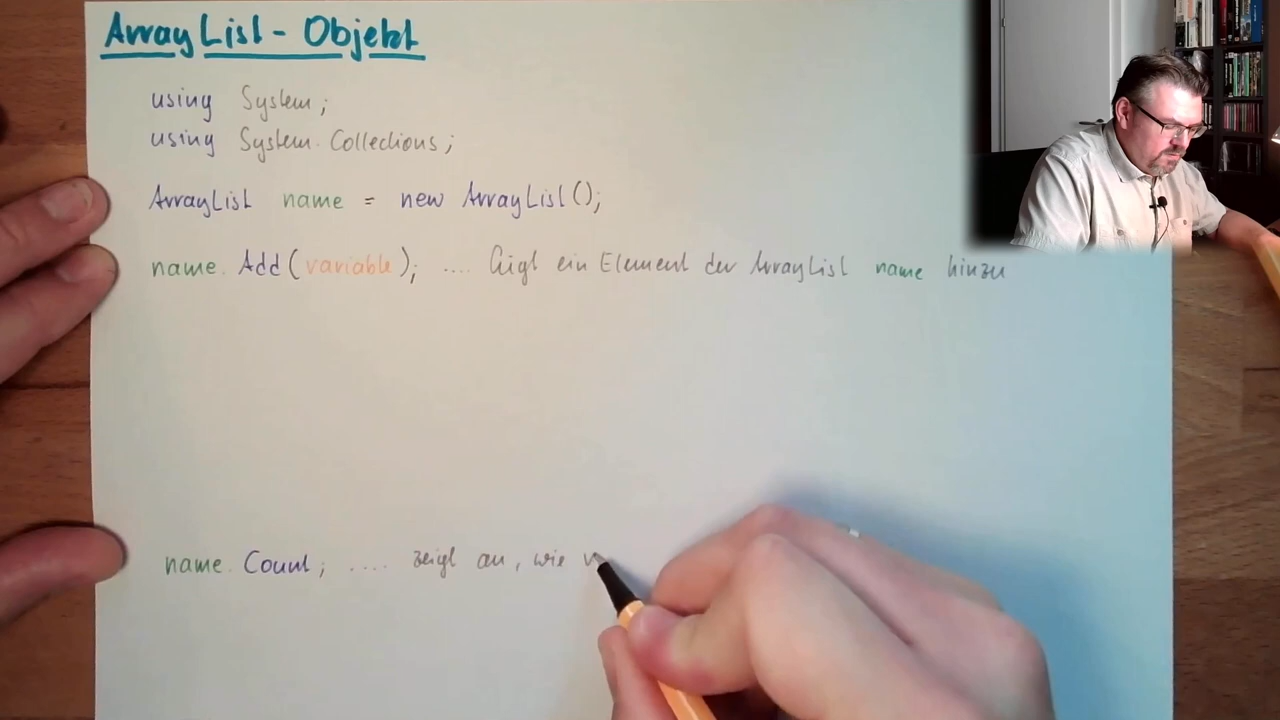 ArrayList - Objekt
using System;
using System.Collections;
ArrayList name = new ArrayList();
name.Add(variable); .... fügt ein Element der ArrayList name hinzu
name.Count; .... zeigt an, wie v